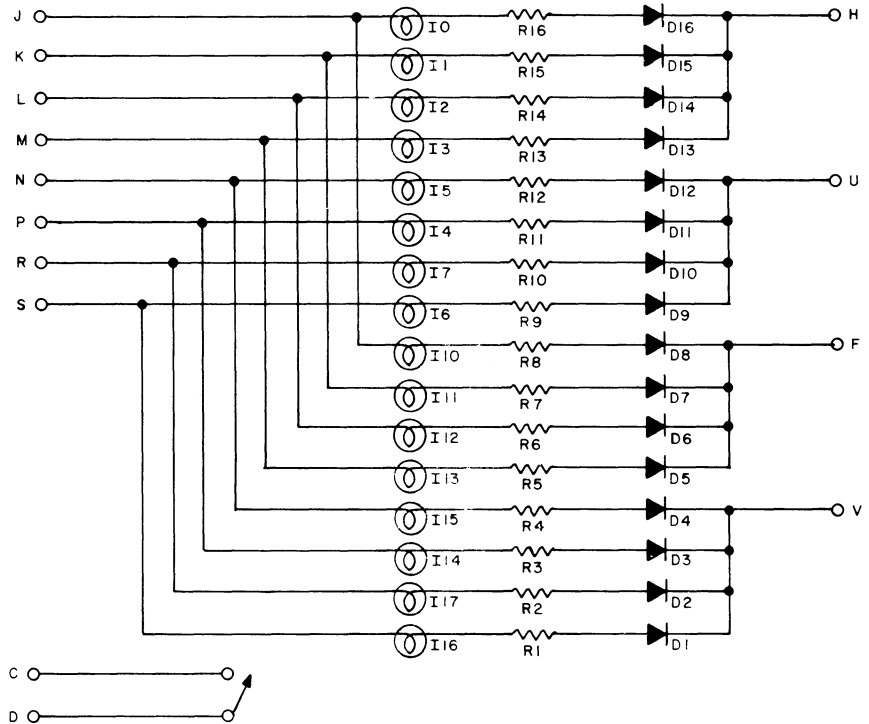 J I0 R16 D16 H
K I1 R15 D15
L I2 R14 D14
M I3 R13 D13
N I5 R12 D12 U
P I4 R11 D11
R I7 R10 D10
S I6 R9 D9
I10 R8 D8 F
I11 R7 D7
I12 R6 D6
I13 R5 D5
I15 R4 D4 V
I14 R3 D3
I17 R2 D2
I16 R1 D1
C
D